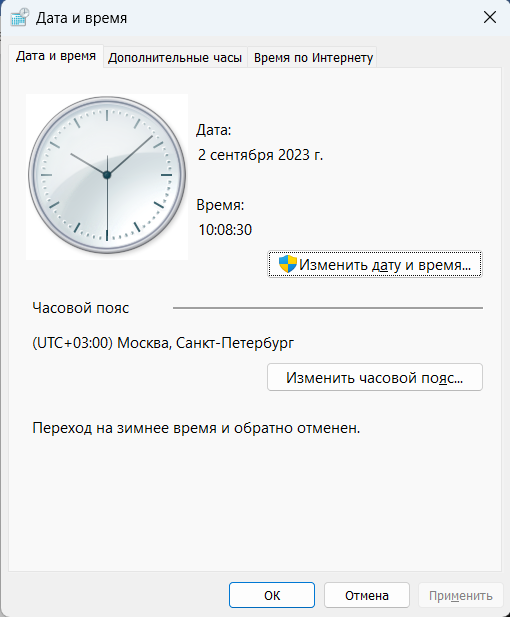 Дата и время
Дата и время
Дополнительные часы
Время по Интернету
Дата:
2 сентября 2023 г.
Время:
10:08:30
Изменить дату и время...
Часовой пояс
(UTC+03:00) Москва, Санкт-Петербург
Изменить часовой пояс...
Переход на зимнее время и обратно отменен.
ОК
Отмена
Применить